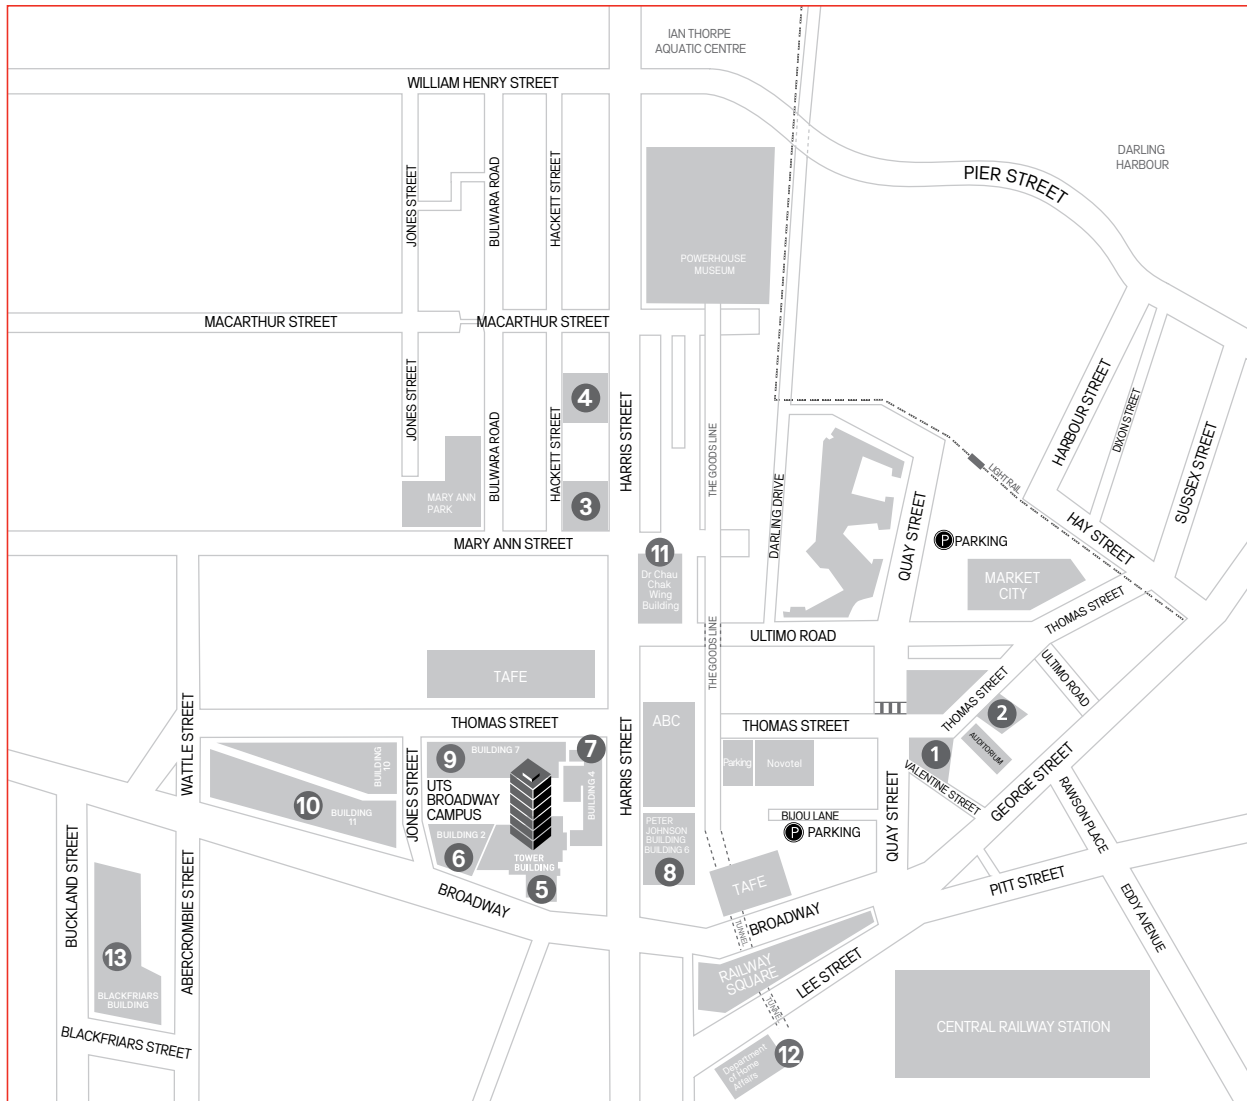 IAN THORPE
AQUATIC CENTRE
WILLIAM HENRY STREET
DARLING
HARBOUR
PIER STREET
JONES STREET
BULWARA ROAD
HACKETT STREET
POWERHOUSE
MUSEUM
MACARTHUR STREET
MACARTHUR STREET
JONES STREET
BULWARA ROAD
HACKETT STREET
4
HARRIS STREET
THE GOODS LINE
HARBOUR STREET
DIXON STREET
SUSSEX STREET
LIGHT RAIL
MARY ANN
PARK
3
DARLING DRIVE
QUAY STREET
HAY STREET
P PARKING
MARY ANN STREET
11
Dr Chau
Chak
Wing
Building
MARKET
CITY
THOMAS STREET
ULTIMO ROAD
THE GOODS LINE
TAFE
ULTIMO ROAD
THOMAS STREET
2
WATTLE STREET
THOMAS STREET
HARRIS STREET
ABC
THOMAS STREET
AUDITORIUM
1
VALENTINE STREET
GEORGE STREET
BUILDING 10
JONES STREET
9
BUILDING 7
7
BUILDING 4
UTS
BROADWAY
CAMPUS
Parking
Novotel
10
BUILDING
11
BUILDING 2
6
TOWER
BUILDING
5
PETER
JOHNSON
BUILDING
BUILDING 6
8
BIJOU LANE
P PARKING
QUAY STREET
RAWSON PLACE
TAFE
PITT STREET
EDDY AVENUE
BROADWAY
BROADWAY
TUNNEL
BUCKLAND STREET
ABERCROMBIE STREET
13
BLACKFRIARS
BUILDING
BLACKFRIARS STREET
RAILWAY
SQUARE
LEE STREET
TUNNEL
CENTRAL RAILWAY STATION
Department
of Home
Affairs
12